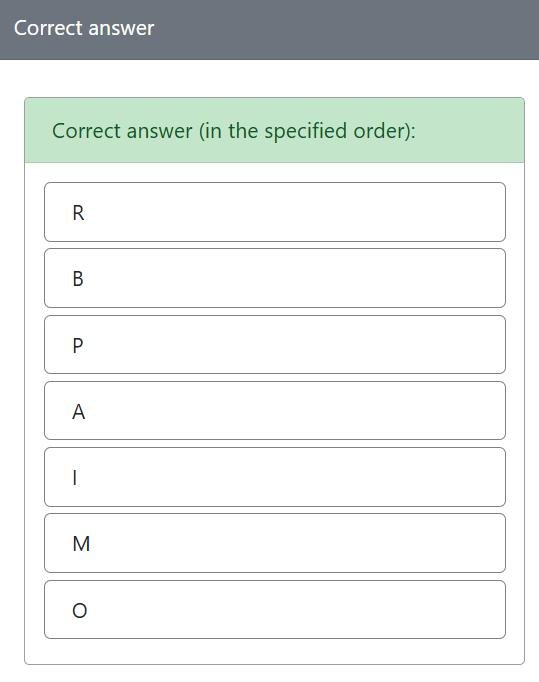 Correct answer
Correct answer (in the specified order):
R
B
P
A
I
M
O